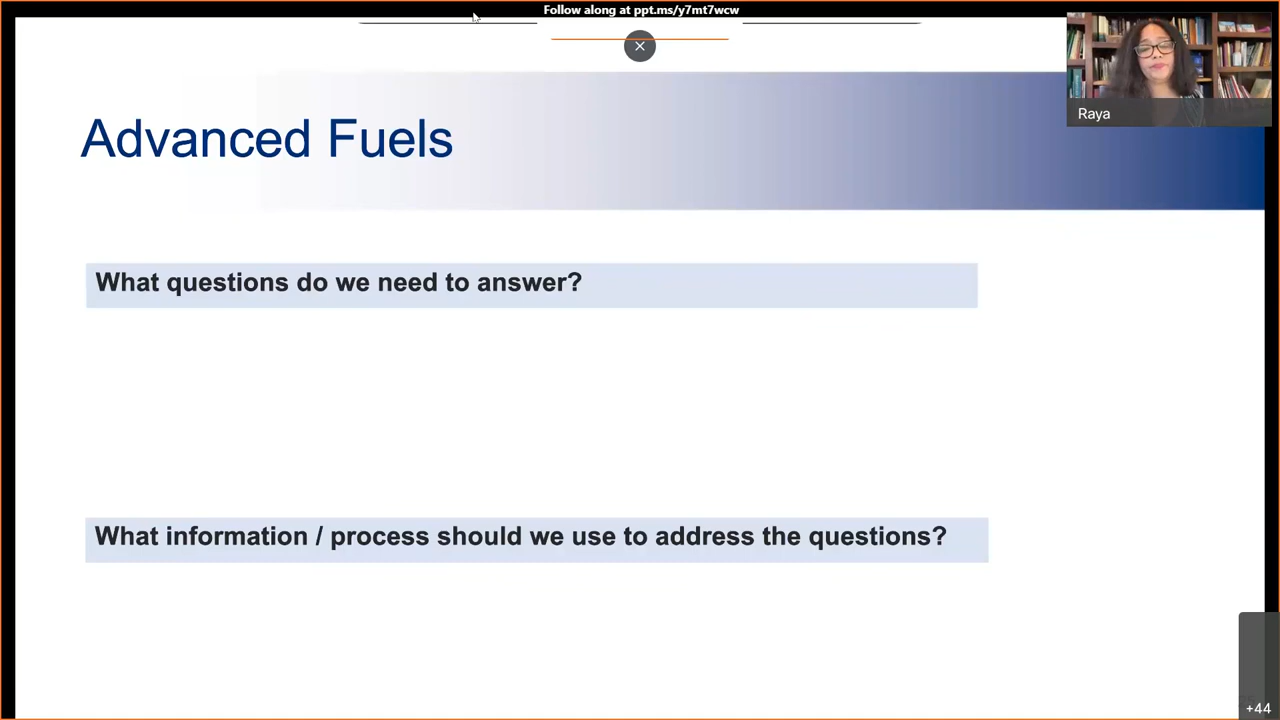 Follow along at ppt.ms/y7mt7wcw
Raya
Advanced Fuels
What questions do we need to answer?
What information / process should we use to address the questions?
+44